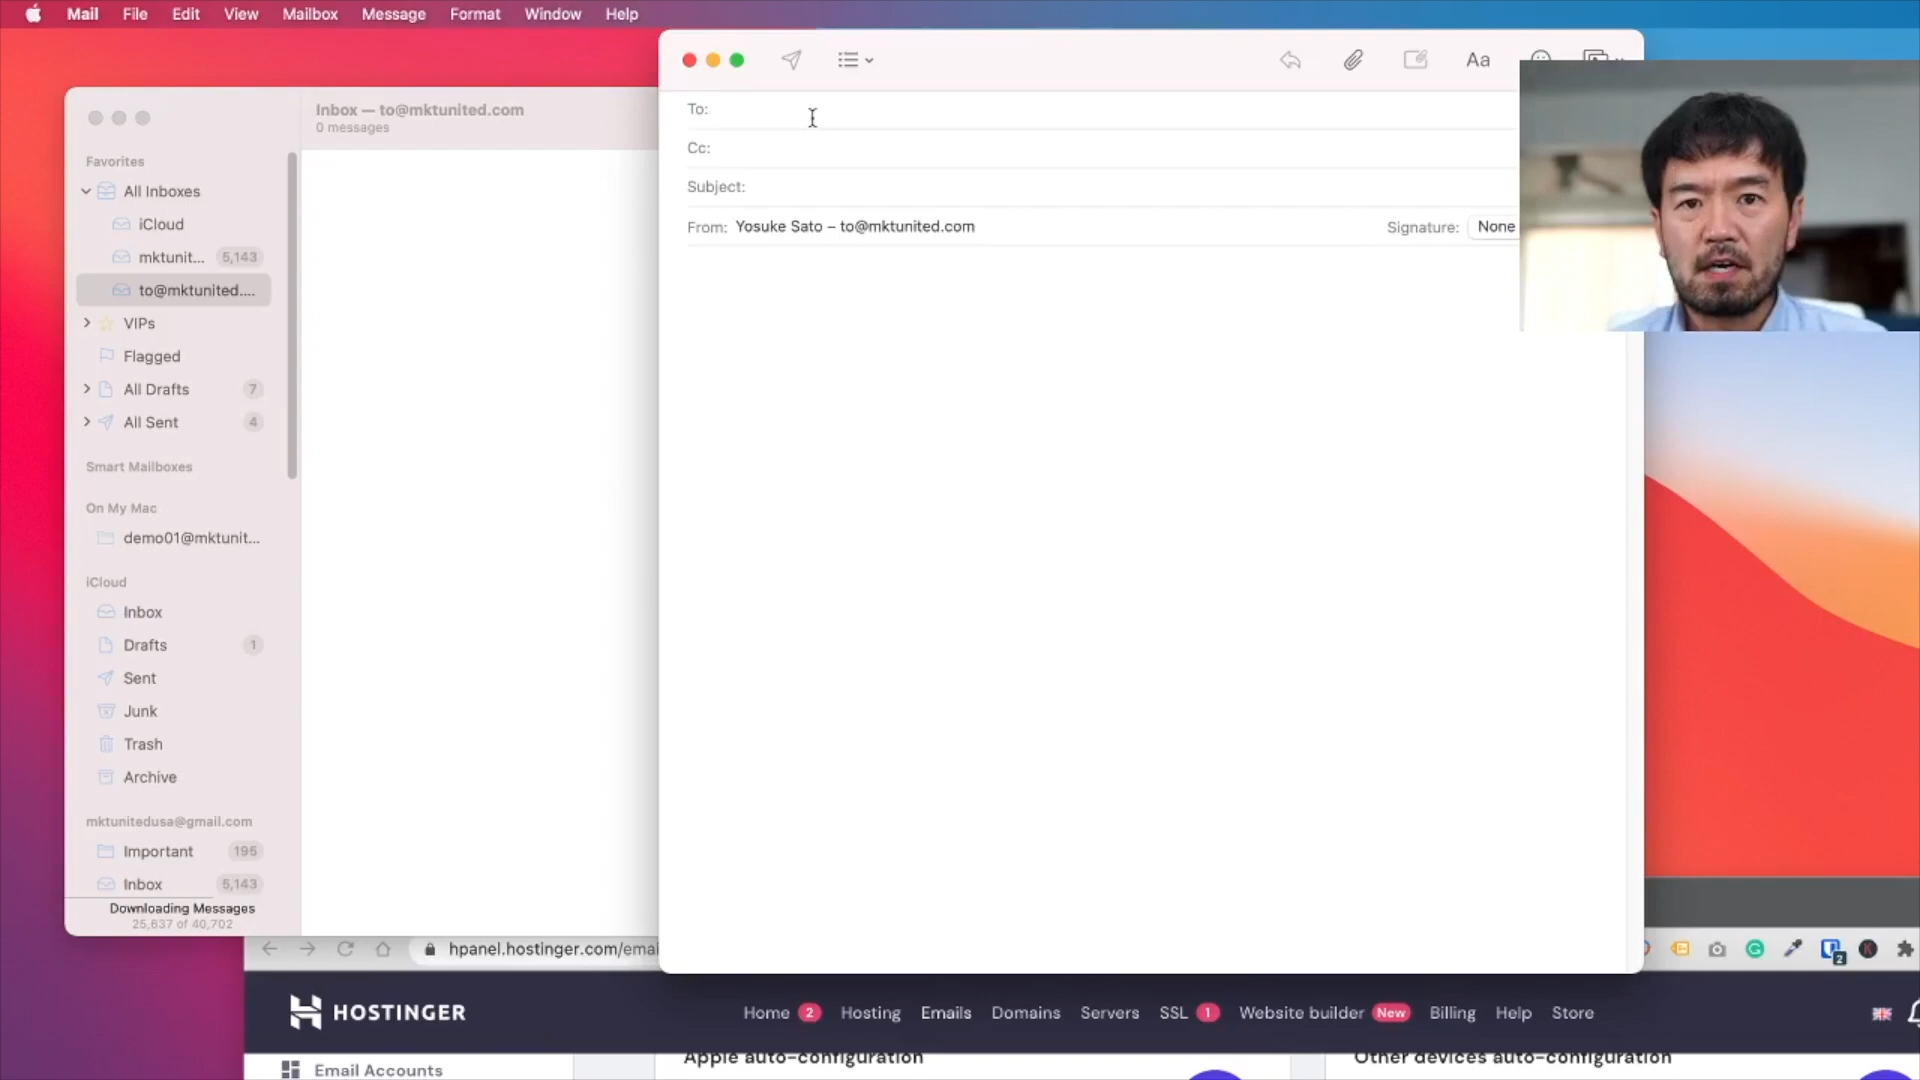 Mail File Edit View Mailbox Message Format Window Help
Inbox — to@mktunited.com
0 messages
Favorites
All Inboxes
iCloud
mktunit... 5,143
to@mktunited....
VIPs
Flagged
All Drafts 7
All Sent 4
Smart Mailboxes
On My Mac
demo01@mktunit...
iCloud
Inbox
Drafts 1
Sent
Junk
Trash
Archive
mktunitedusa@gmail.com
Important 195
Inbox 5,143
Downloading Messages
25,637 of 40,702
Aa
To:
Cc:
Subject:
From: Yosuke Sato – to@mktunited.com
Signature: None
hpanel.hostinger.com/emai
2
HOSTINGER
Home 2 Hosting Emails Domains Servers SSL 1 Website builder New Billing Help Store
Email Accounts
Apple auto-configuration
Other devices auto-configuration